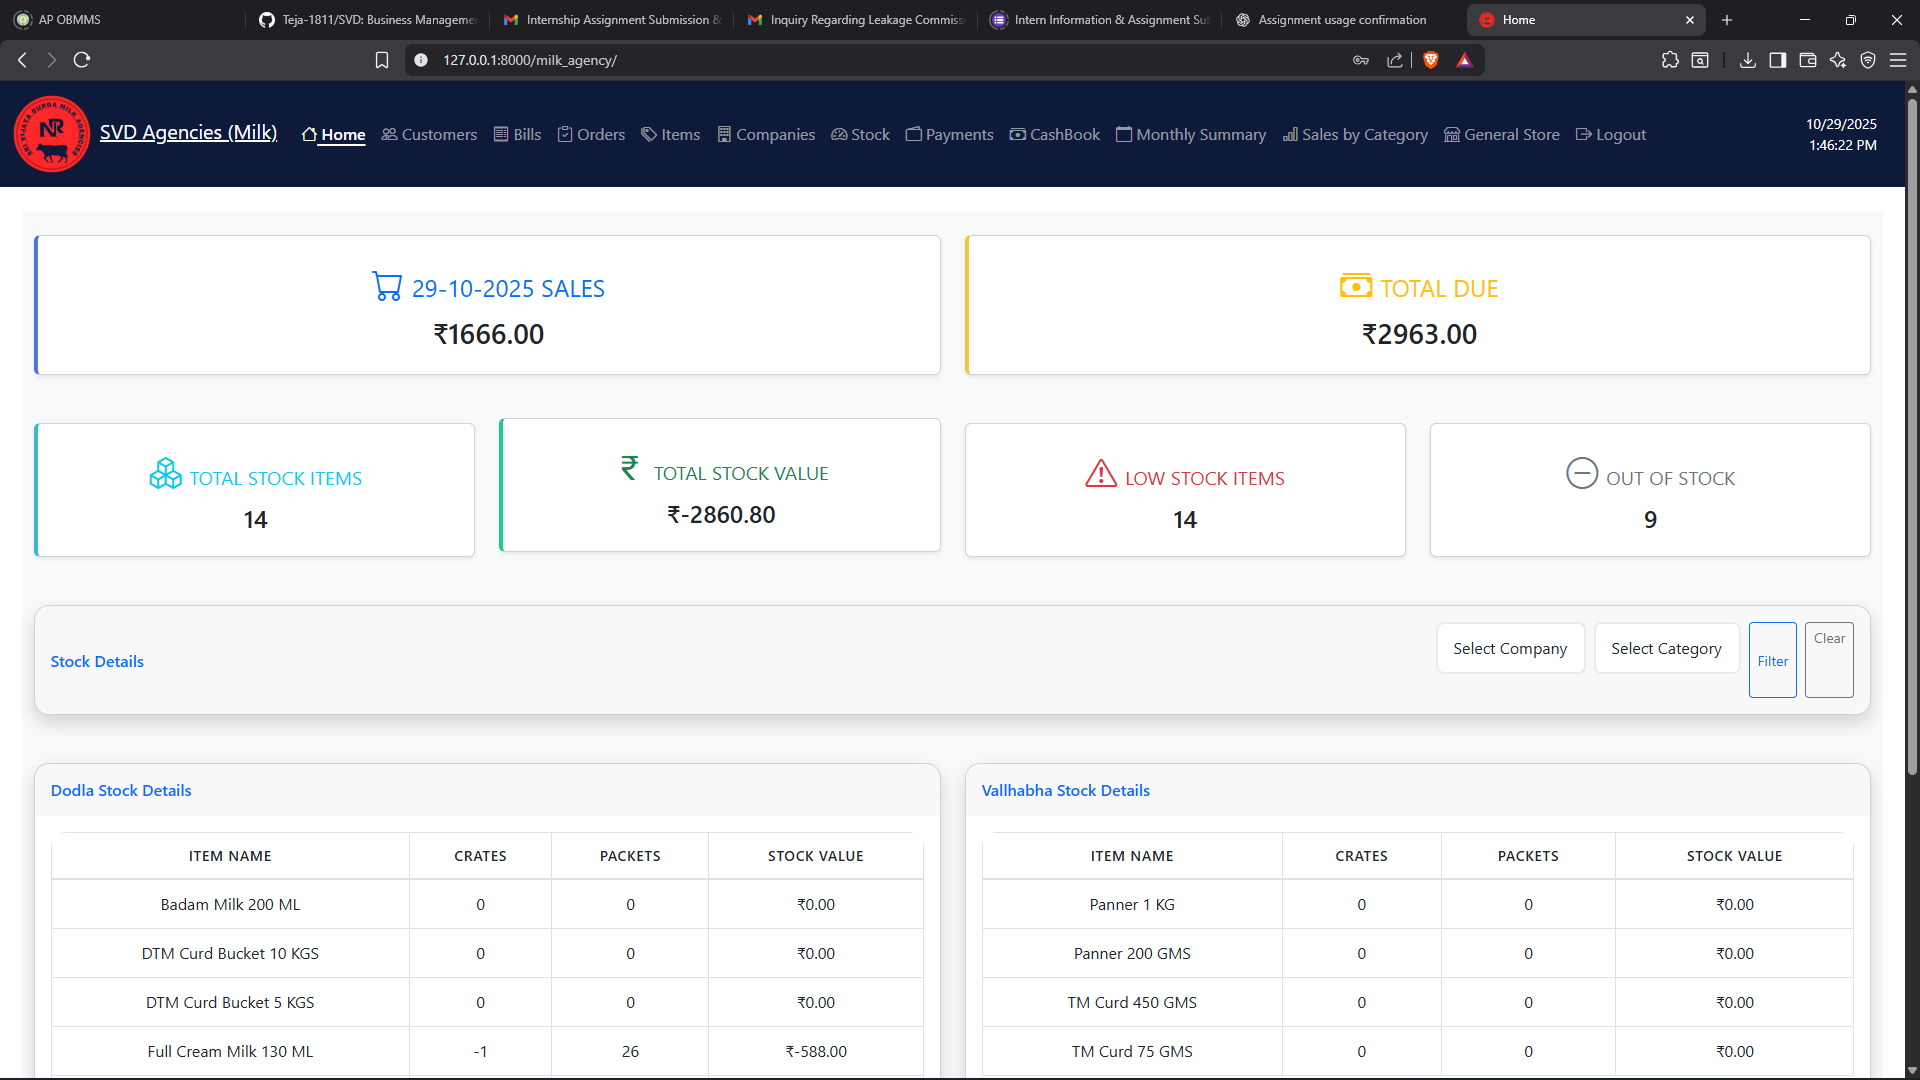 AP OBMMS
Teja-1811/SVD: Business Manageme
Internship Assignment Submission &
Inquiry Regarding Leakage Commiss
Intern Information & Assignment Su
Assignment usage confirmation
Home
127.0.0.1:8000/milk_agency/
SRI VIJAYA DURGA MILK AGENCIES
NR
SVD Agencies (Milk)
Home
Customers
Bills
Orders
Items
Companies
Stock
Payments
CashBook
Monthly Summary
Sales by Category
General Store
Logout
10/29/2025
1:46:22 PM
29-10-2025 SALES
₹1666.00
TOTAL DUE
₹2963.00
TOTAL STOCK ITEMS
14
₹ TOTAL STOCK VALUE
₹-2860.80
LOW STOCK ITEMS
14
OUT OF STOCK
9
Stock Details
Select Company
Select Category
Filter
Clear
Dodla Stock Details
ITEM NAME CRATES PACKETS STOCK VALUE
Badam Milk 200 ML 0 0 ₹0.00
DTM Curd Bucket 10 KGS 0 0 ₹0.00
DTM Curd Bucket 5 KGS 0 0 ₹0.00
Full Cream Milk 130 ML -1 26 ₹-588.00
Vallhabha Stock Details
ITEM NAME CRATES PACKETS STOCK VALUE
Panner 1 KG 0 0 ₹0.00
Panner 200 GMS 0 0 ₹0.00
TM Curd 450 GMS 0 0 ₹0.00
TM Curd 75 GMS 0 0 ₹0.00